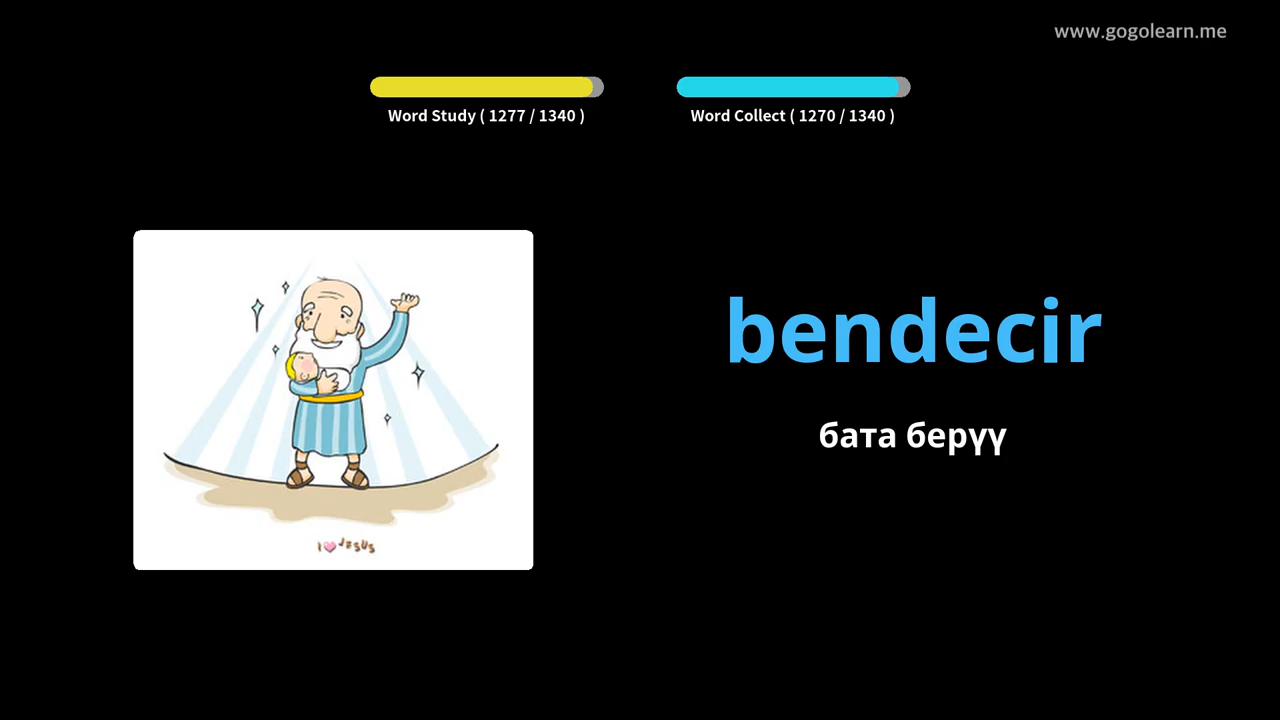 www.gogolearn.me
Word Study ( 1277 / 1340 )
Word Collect ( 1270 / 1340 )
bendecir
бата берүү
I JESUS